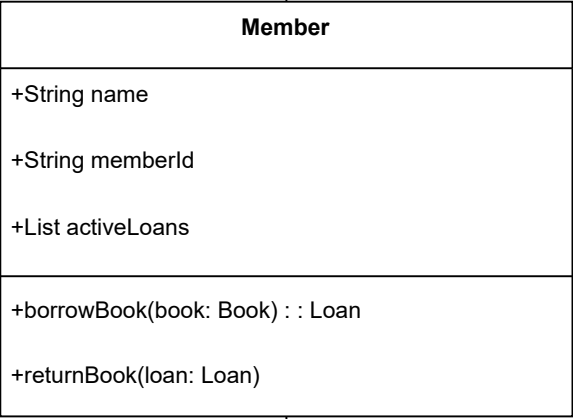 Member
+String name
+String memberId
+List activeLoans
+borrowBook(book: Book) : : Loan
+returnBook(loan: Loan)